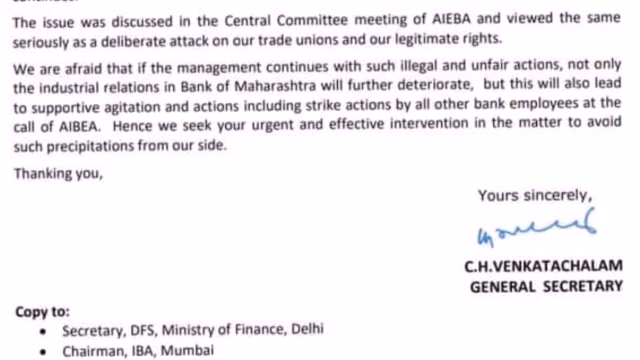 The issue was discussed in the Central Committee meeting of AIEBA and viewed the same
seriously as a deliberate attack on our trade unions and our legitimate rights.
We are afraid that if the management continues with such illegal and unfair actions, not only
the industrial relations in Bank of Maharashtra will further deteriorate, but this will also lead
to supportive agitation and actions including strike actions by all other bank employees at the
call of AIBEA. Hence we seek your urgent and effective intervention in the matter to avoid
such precipitations from our side.
Thanking you,
Yours sincerely,
C.H.VENKATACHALAM
GENERAL SECRETARY
Copy to:
• Secretary, DFS, Ministry of Finance, Delhi
• Chairman, IBA, Mumbai